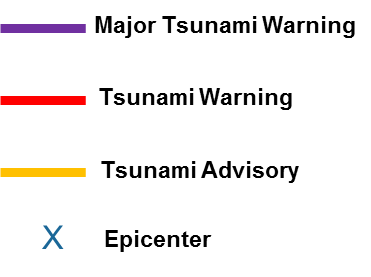 Major Tsunami Warning
Tsunami Warning
Tsunami Advisory
X Epicenter